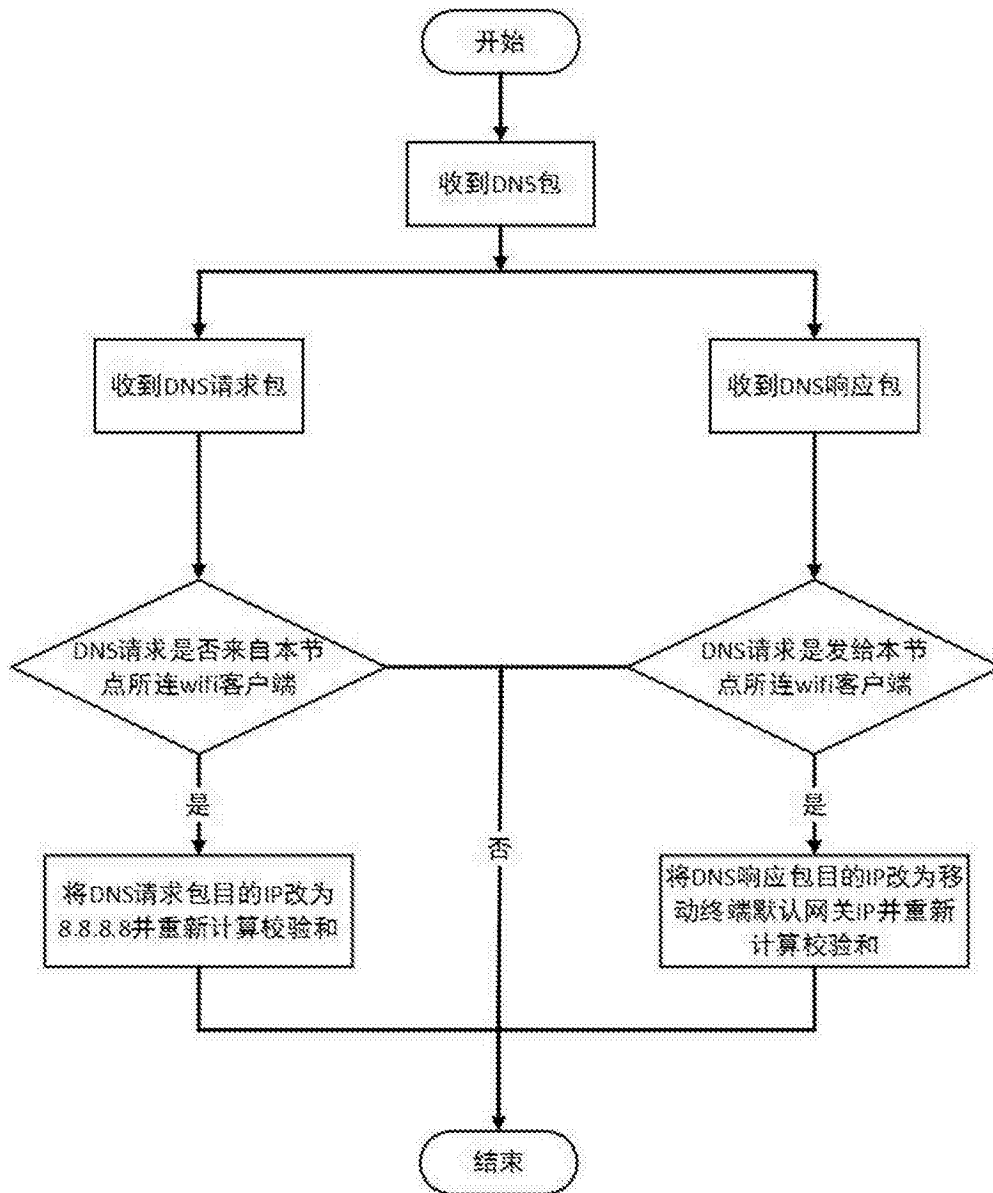 开始
收到DNS包
收到DNS请求包
收到DNS响应包
DNS请求是否来自本节
点所连wifi客户端
DNS请求是发给本节
点所连wifi客户端
是
否
是
将DNS请求包目的IP改为
8.8.8.8并重新计算校验和
将DNS响应包目的IP改为移
动终端默认网关IP并重新
计算校验和
结束